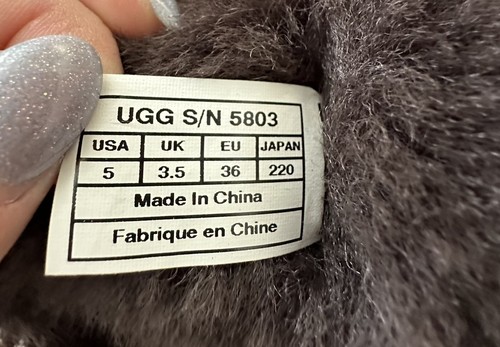 UGG S/N 5803
USA UK EU JAPAN
5 3.5 36 220
Made In China
Fabrique en Chine